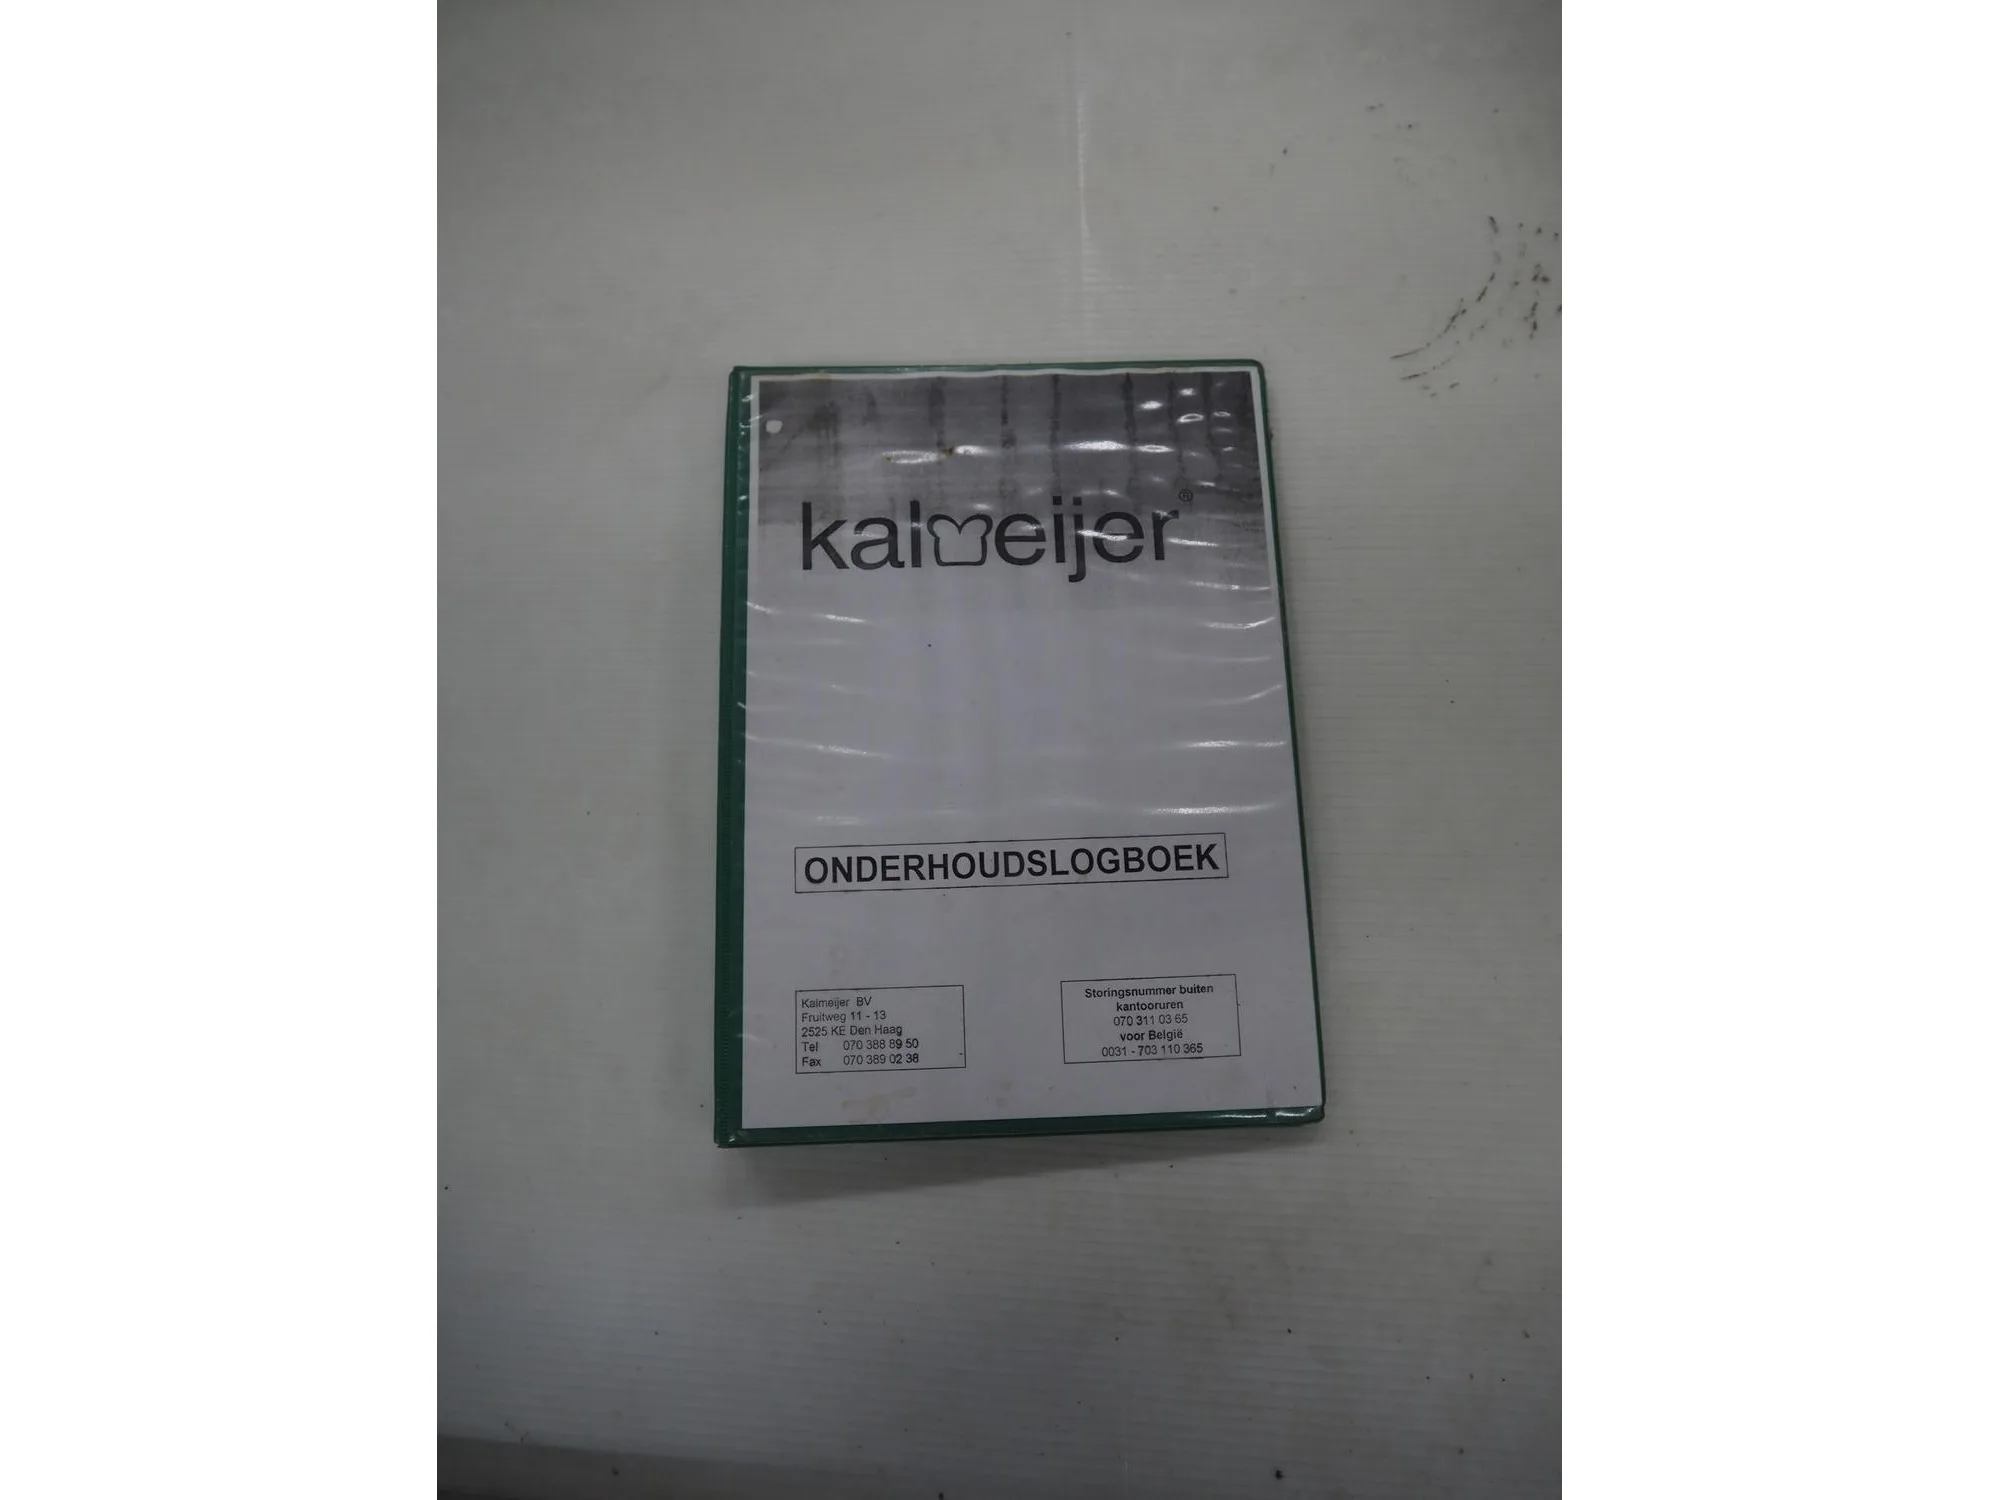 kalmeijer®
ONDERHOUDSLOGBOEK
Kalmeijer BV
Fruitweg 11 - 13
2525 KE Den Haag
Tel 070 388 89 50
Fax 070 389 02 38
Storingsnummer buiten
kantooruren
070 311 03 65
voor België
0031 - 703 110 365